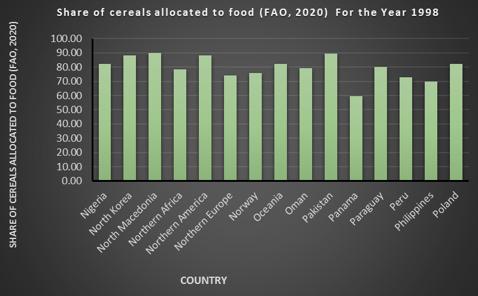 Share of cereals allocated to food (FAO, 2020)  For the Year 1998
SHARE OF CEREALS ALLOCATED TO FOOD (FAO, 2020)
100.00
90.00
80.00
70.00
60.00
50.00
40.00
30.00
20.00
10.00
0.00
Nigeria
North Korea
North Macedonia
Northern Africa
Northern America
Northern Europe
Norway
Oceania
Oman
Pakistan
Panama
Paraguay
Peru
Philippines
Poland
COUNTRY